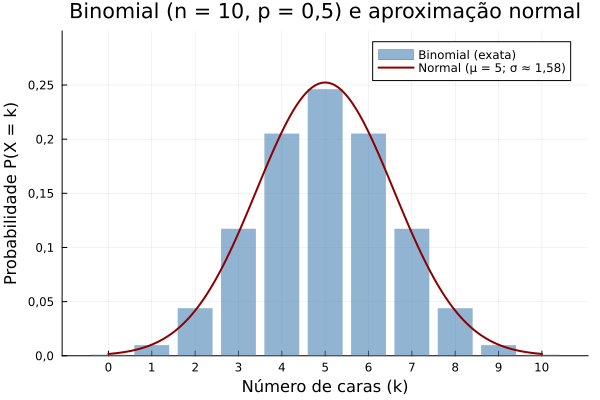 Binomial (n = 10, p = 0,5) e aproximação normal
Binomial (exata)
Normal (μ = 5; σ ≈ 1,58)
Probabilidade P(X = k)
0,25
0,2
0,15
0,1
0,05
0,0
0 1 2 3 4 5 6 7 8 9 10
Número de caras (k)